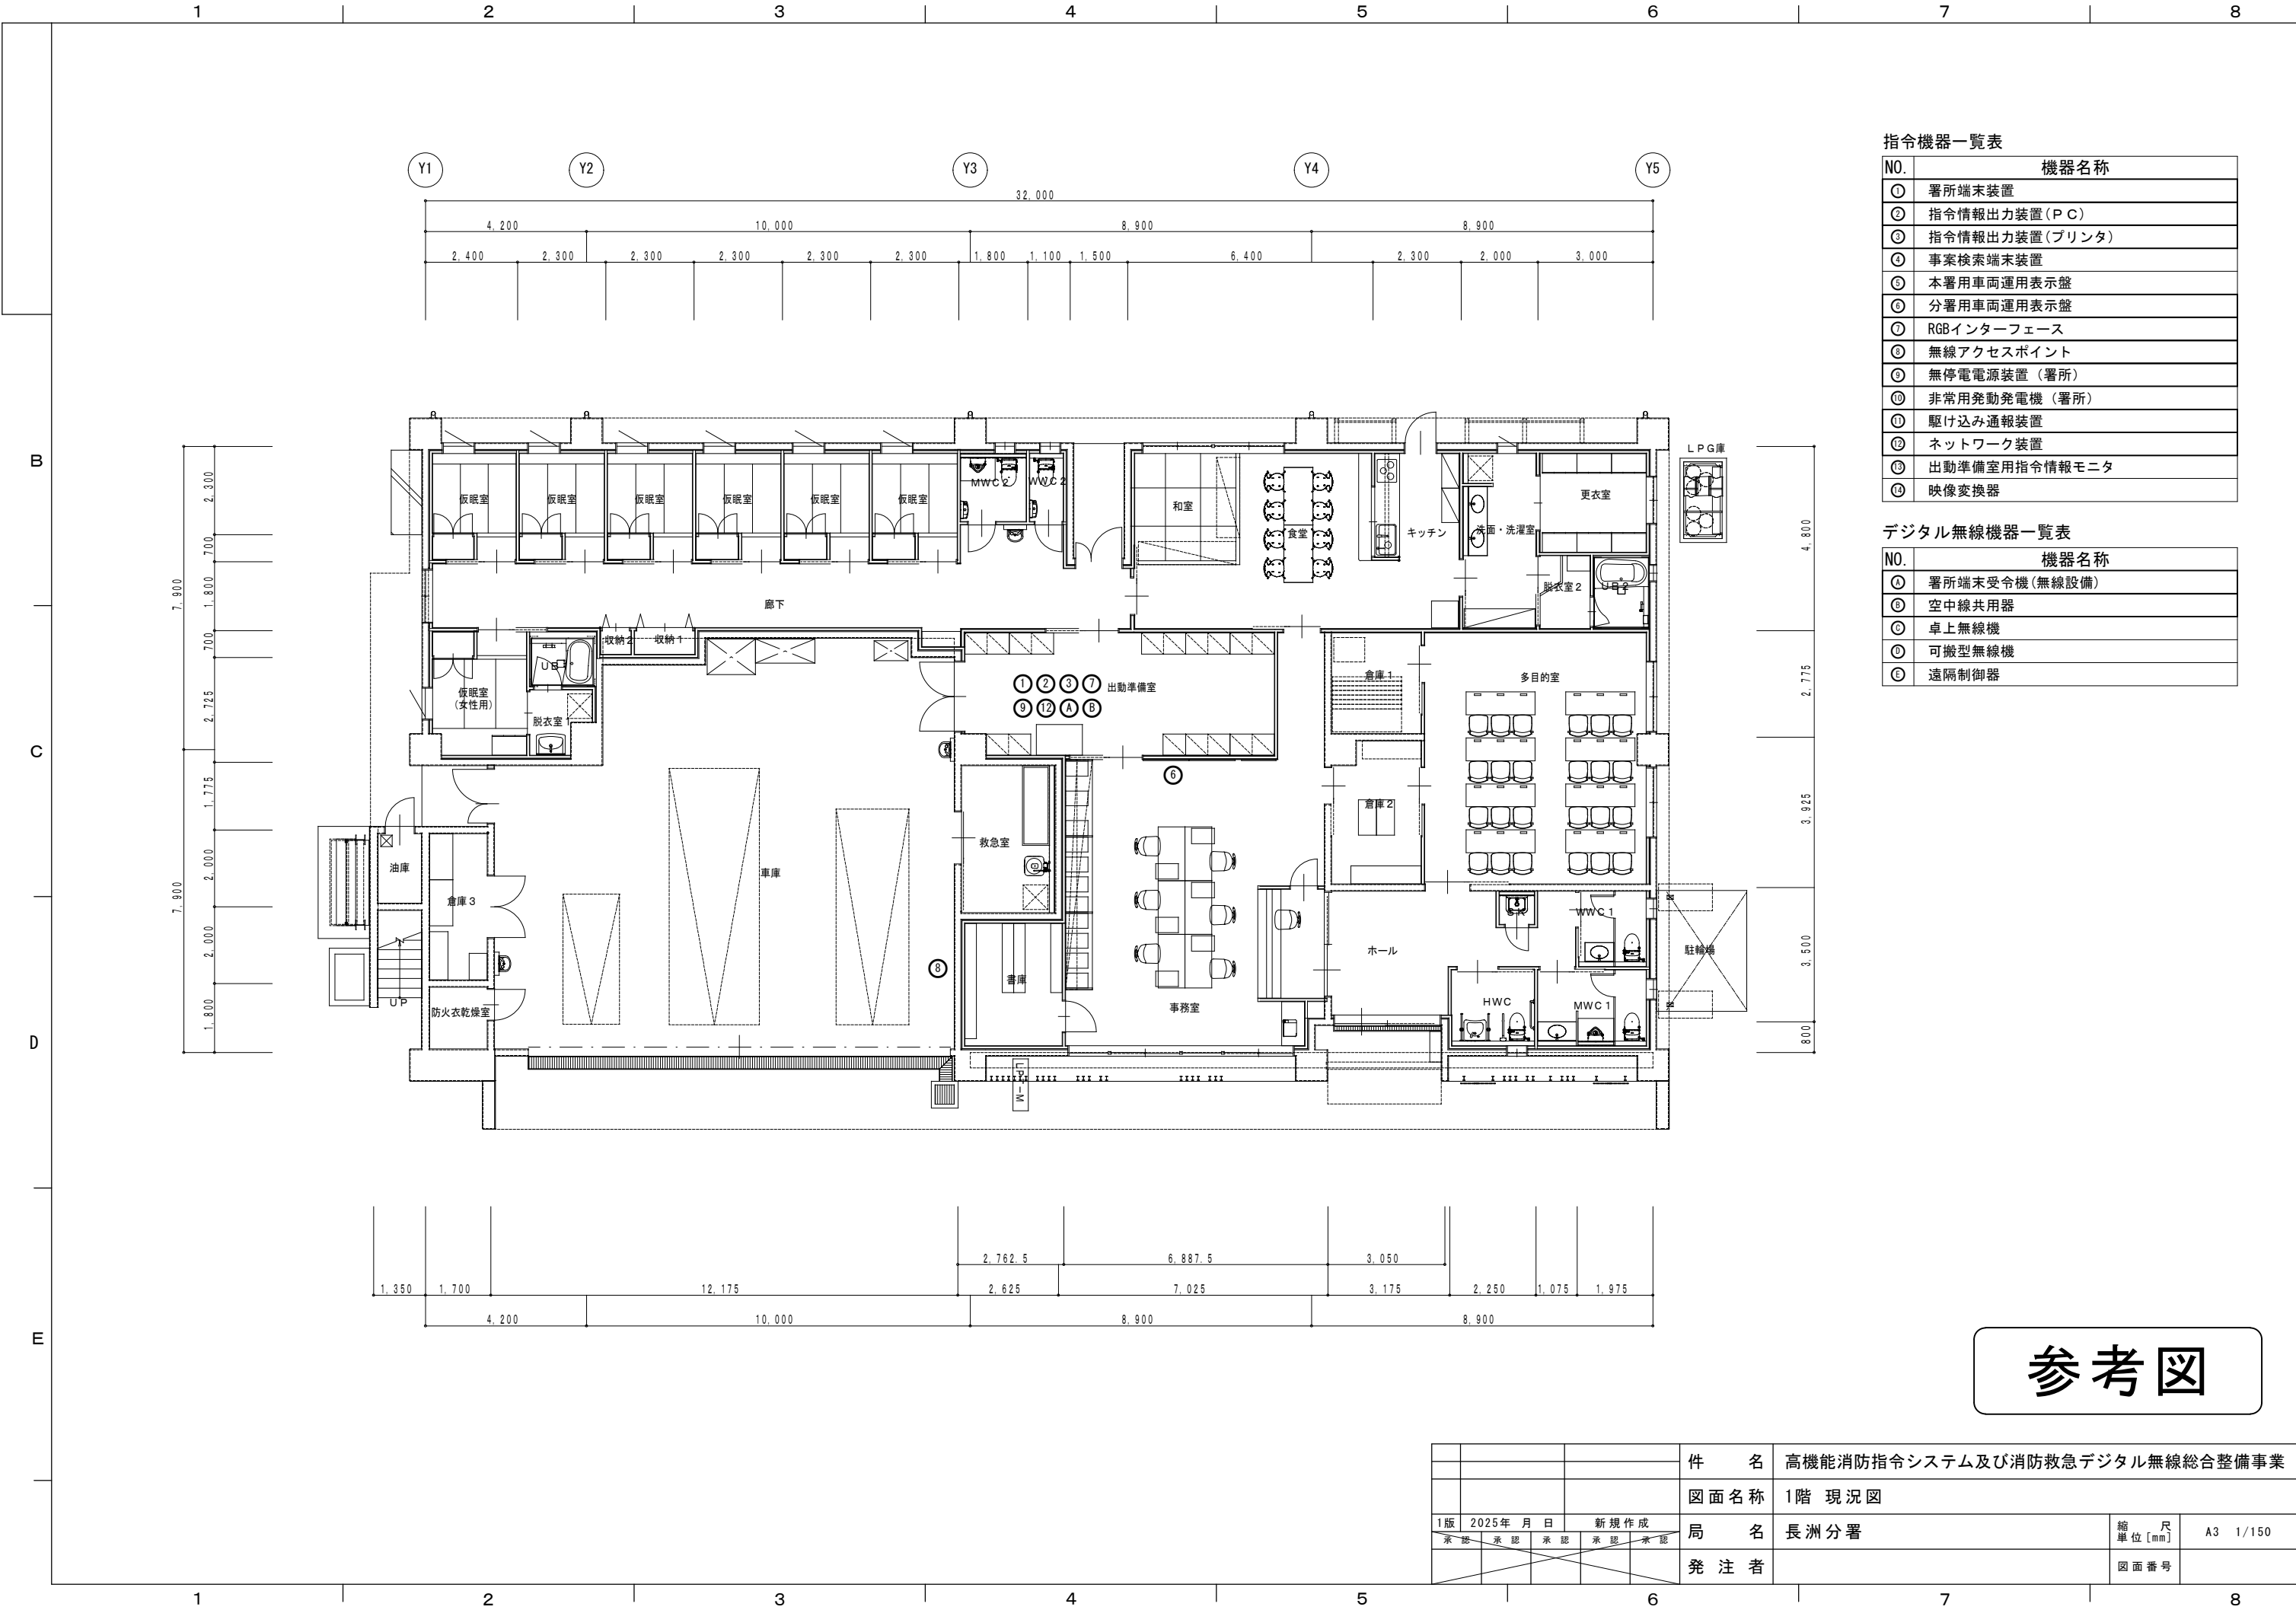 1 2 3 4 5 6 7 8
指令機器一覧表
NO. 機器名称
① 署所端末装置
② 指令情報出力装置(PC)
③ 指令情報出力装置(プリンタ)
④ 事案検索端末装置
⑤ 本署用車両運用表示盤
⑥ 分署用車両運用表示盤
⑦ RGBインターフェース
⑧ 無線アクセスポイント
⑨ 無停電電源装置(署所)
⑩ 非常用発動発電機(署所)
⑪ 駆け込み通報装置
⑫ ネットワーク装置
⑬ 出動準備室用指令情報モニタ
⑭ 映像変換器
デジタル無線機器一覧表
NO. 機器名称
Ⓐ 署所端末受令機(無線設備)
Ⓑ 空中線共用器
Ⓒ 卓上無線機
Ⓓ 可搬型無線機
Ⓔ 遠隔制御器
Y1 Y2 Y3 Y4 Y5
32,000
4,200 10,000 8,900 8,900
2,400 2,300 2,300 2,300 2,300 2,300 1,800 1,100 1,500 6,400 2,300 2,000 3,000
B
C
D
E
7,900
7,900
2,300
700
1,800
700
2,725
1,775
2,000
2,000
1,800
4,800
2,775
3,925
3,500
800
LPG庫
仮眠室 仮眠室 仮眠室 仮眠室 仮眠室 仮眠室 MWC2 WWC2 和室 食堂 キッチン 洗面・洗濯室 更衣室
脱衣室2 UB2
廊下
収納2 収納1
UB1
仮眠室
(女性用)
脱衣室1
① ② ③ ⑦ 出動準備室
⑨ ⑫ Ⓐ Ⓑ
⑥
倉庫1
多目的室
倉庫2
救急室
車庫
油庫
倉庫3
UP
防火衣乾燥室
⑧
書庫
事務室
ホール
SK
WWC1
HWC
MWC1
駐輪場
2,762.5 6,887.5 3,050
1,350 1,700 12,175 2,625 7,025 3,175 2,250 1,075 1,975
4,200 10,000 8,900 8,900
参考図
件名 高機能消防指令システム及び消防救急デジタル無線総合整備事業
図面名称 1階 現況図
1版 2025年 月 日 新規作成
局名 長洲分署
縮尺
単位[mm]
A3 1/150
承認 承認 承認 承認 承認
発注者
図面番号
1 2 3 4 5 6 7 8